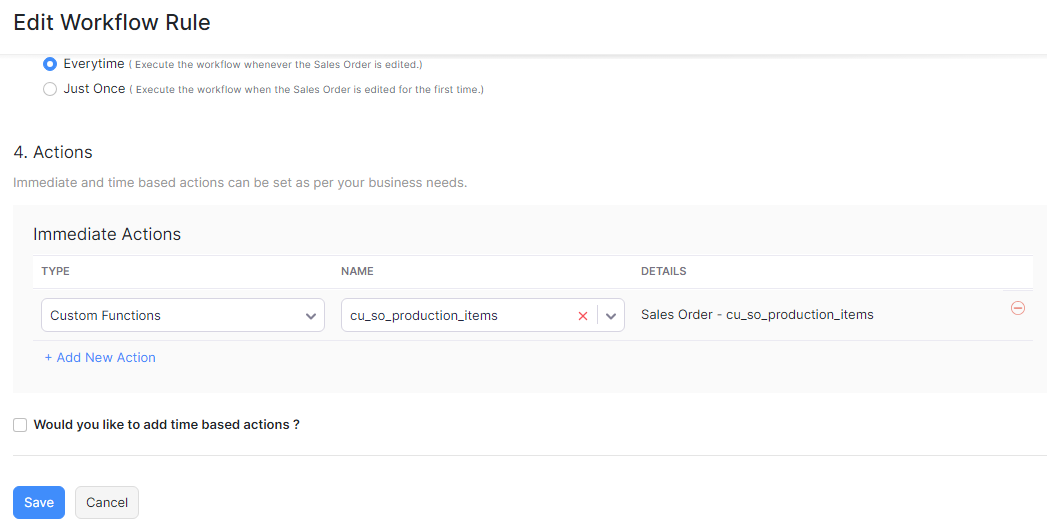 Edit Workflow Rule
Everytime ( Execute the workflow whenever the Sales Order is edited.)
Just Once ( Execute the workflow when the Sales Order is edited for the first time.)
4. Actions
Immediate and time based actions can be set as per your business needs.
Immediate Actions
TYPE NAME DETAILS
Custom Functions cu_so_production_items Sales Order - cu_so_production_items
+ Add New Action
Would you like to add time based actions ?
Save Cancel